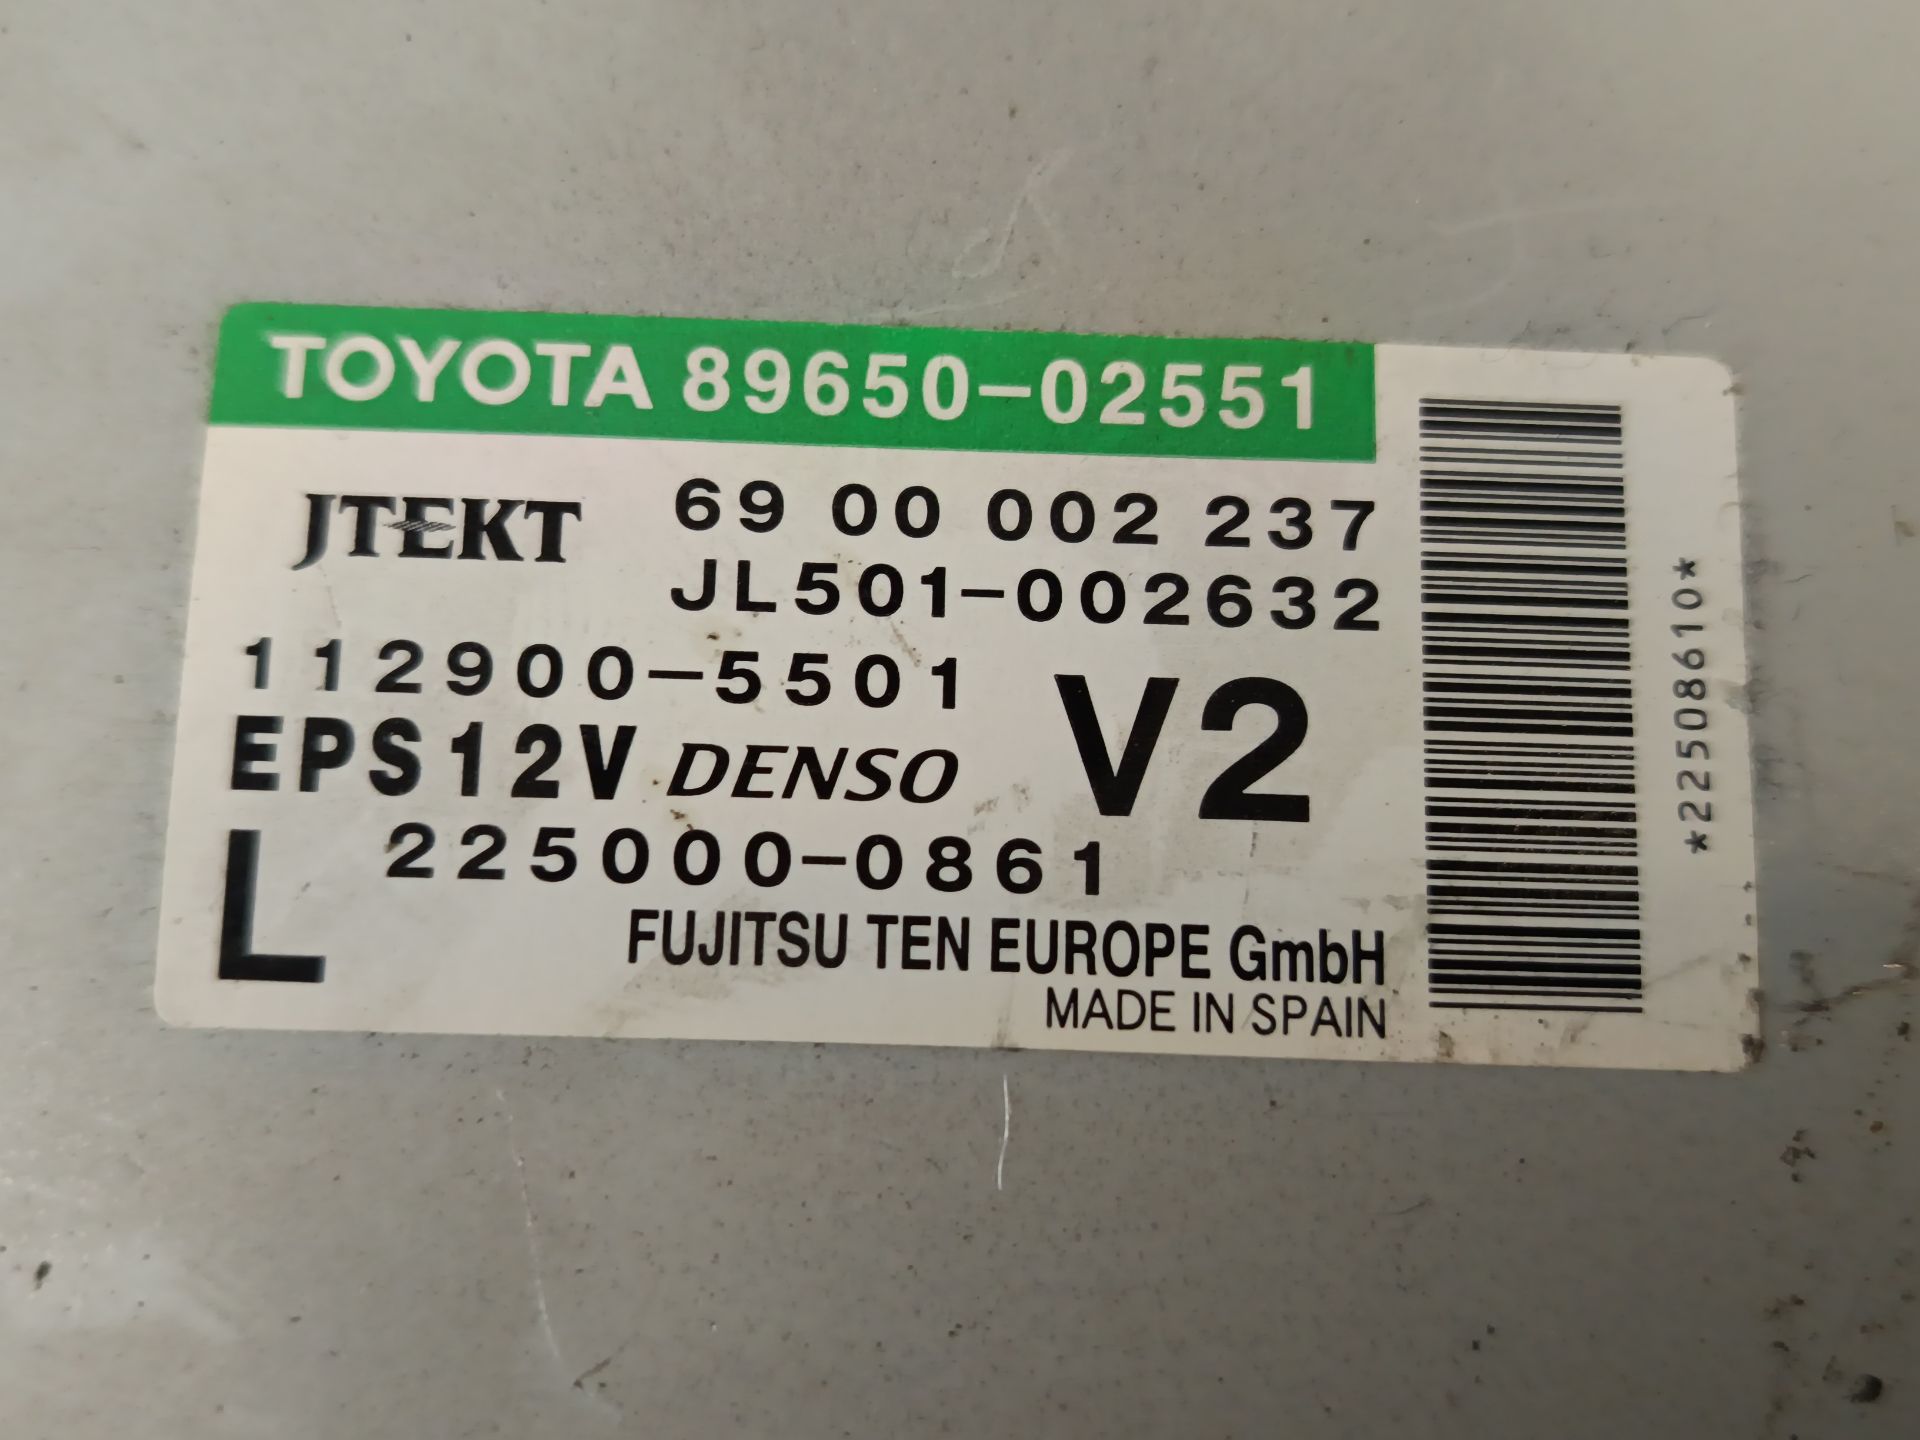 TOYOTA 89650-02551
JTEKT 69 00 002 237
JL501-002632
112900-5501
EPS12V DENSO V2
L 225000-0861
FUJITSU TEN EUROPE GmbH
MADE IN SPAIN
*22508610*